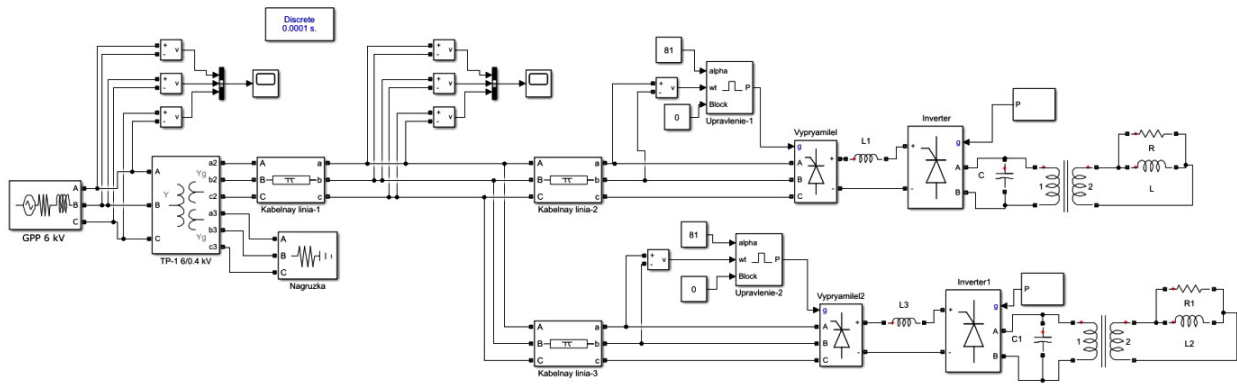 Discrete
0.0001 s.
+
-
v
+
-
v
+
-
v
+
-
v
+
-
v
+
-
v
81
0
alpha
wt
Block
P
Upravlenie-1
+
-
v
GPP 6 kV
A
B
C
A
B
C
Y
Yg
Yg
a2
b2
c2
a3
b3
c3
TP-1 6/0.4 kV
A
B
C
Nagruzka
A
B
C
a
b
c
Kabelnay linia-1
A
B
C
a
b
c
Kabelnay linia-2
Vypryamilel
g
A
B
C
+
-
L1
Inverter
+
-
g
A
B
P
C
1
2
R
L
81
0
alpha
wt
Block
P
Upravlenie-2
+
-
v
A
B
C
a
b
c
Kabelnay linia-3
Vypryamilel2
g
A
B
C
+
-
L3
Inverter1
+
-
g
A
B
P
C1
1
2
R1
L2